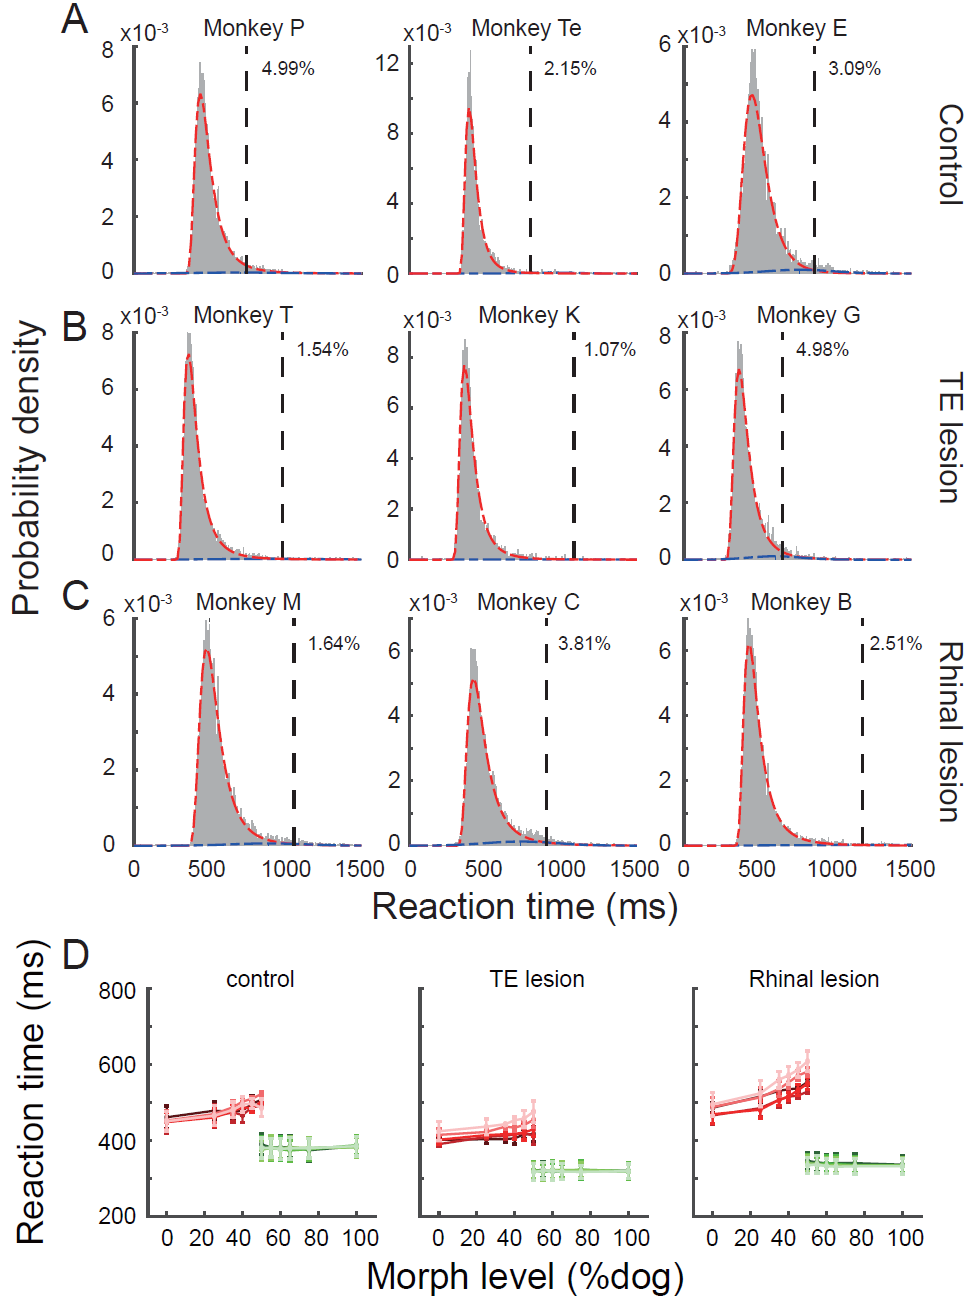 A
Monkey P
x10-3
4.99%
8
6
4
2
0
Monkey Te
x10-3
2.15%
12
8
4
0
Monkey E
x10-3
3.09%
6
4
2
0
Control
Probability density
B
Monkey T
x10-3
1.54%
8
6
4
2
0
Monkey K
x10-3
1.07%
8
6
4
2
0
Monkey G
x10-3
4.98%
8
6
4
2
0
TE lesion
C
Monkey M
x10-3
1.64%
6
4
2
0
0 500 1000 1500
Monkey C
x10-3
3.81%
6
4
2
0
0 500 1000 1500
Monkey B
x10-3
2.51%
6
4
2
0
0 500 1000 1500
Rhinal lesion
Reaction time (ms)
D
Reaction time (ms)
control
TE lesion
Rhinal lesion
800
600
400
200
0 20 40 60 80 100
0 20 40 60 80 100
0 20 40 60 80 100
Morph level (%dog)